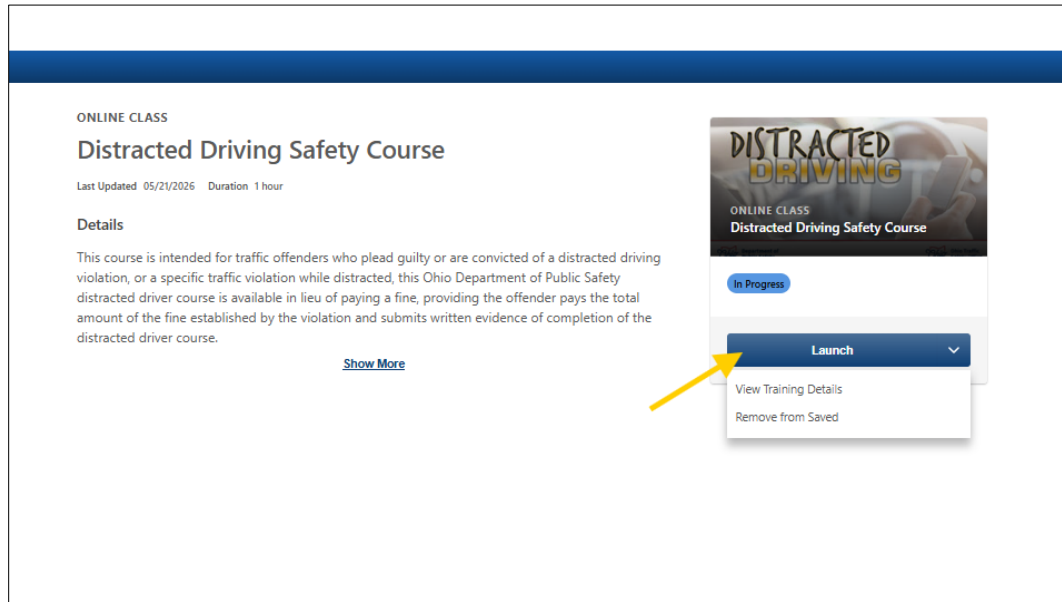 ONLINE CLASS
Distracted Driving Safety Course
Last Updated 05/21/2026 Duration 1 hour
Details
This course is intended for traffic offenders who plead guilty or are convicted of a distracted driving
violation, or a specific traffic violation while distracted, this Ohio Department of Public Safety
distracted driver course is available in lieu of paying a fine, providing the offender pays the total
amount of the fine established by the violation and submits written evidence of completion of the
distracted driver course.
Show More
DISTRACTED
DRIVING
ONLINE CLASS
Distracted Driving Safety Course
In Progress
Launch
View Training Details
Remove from Saved